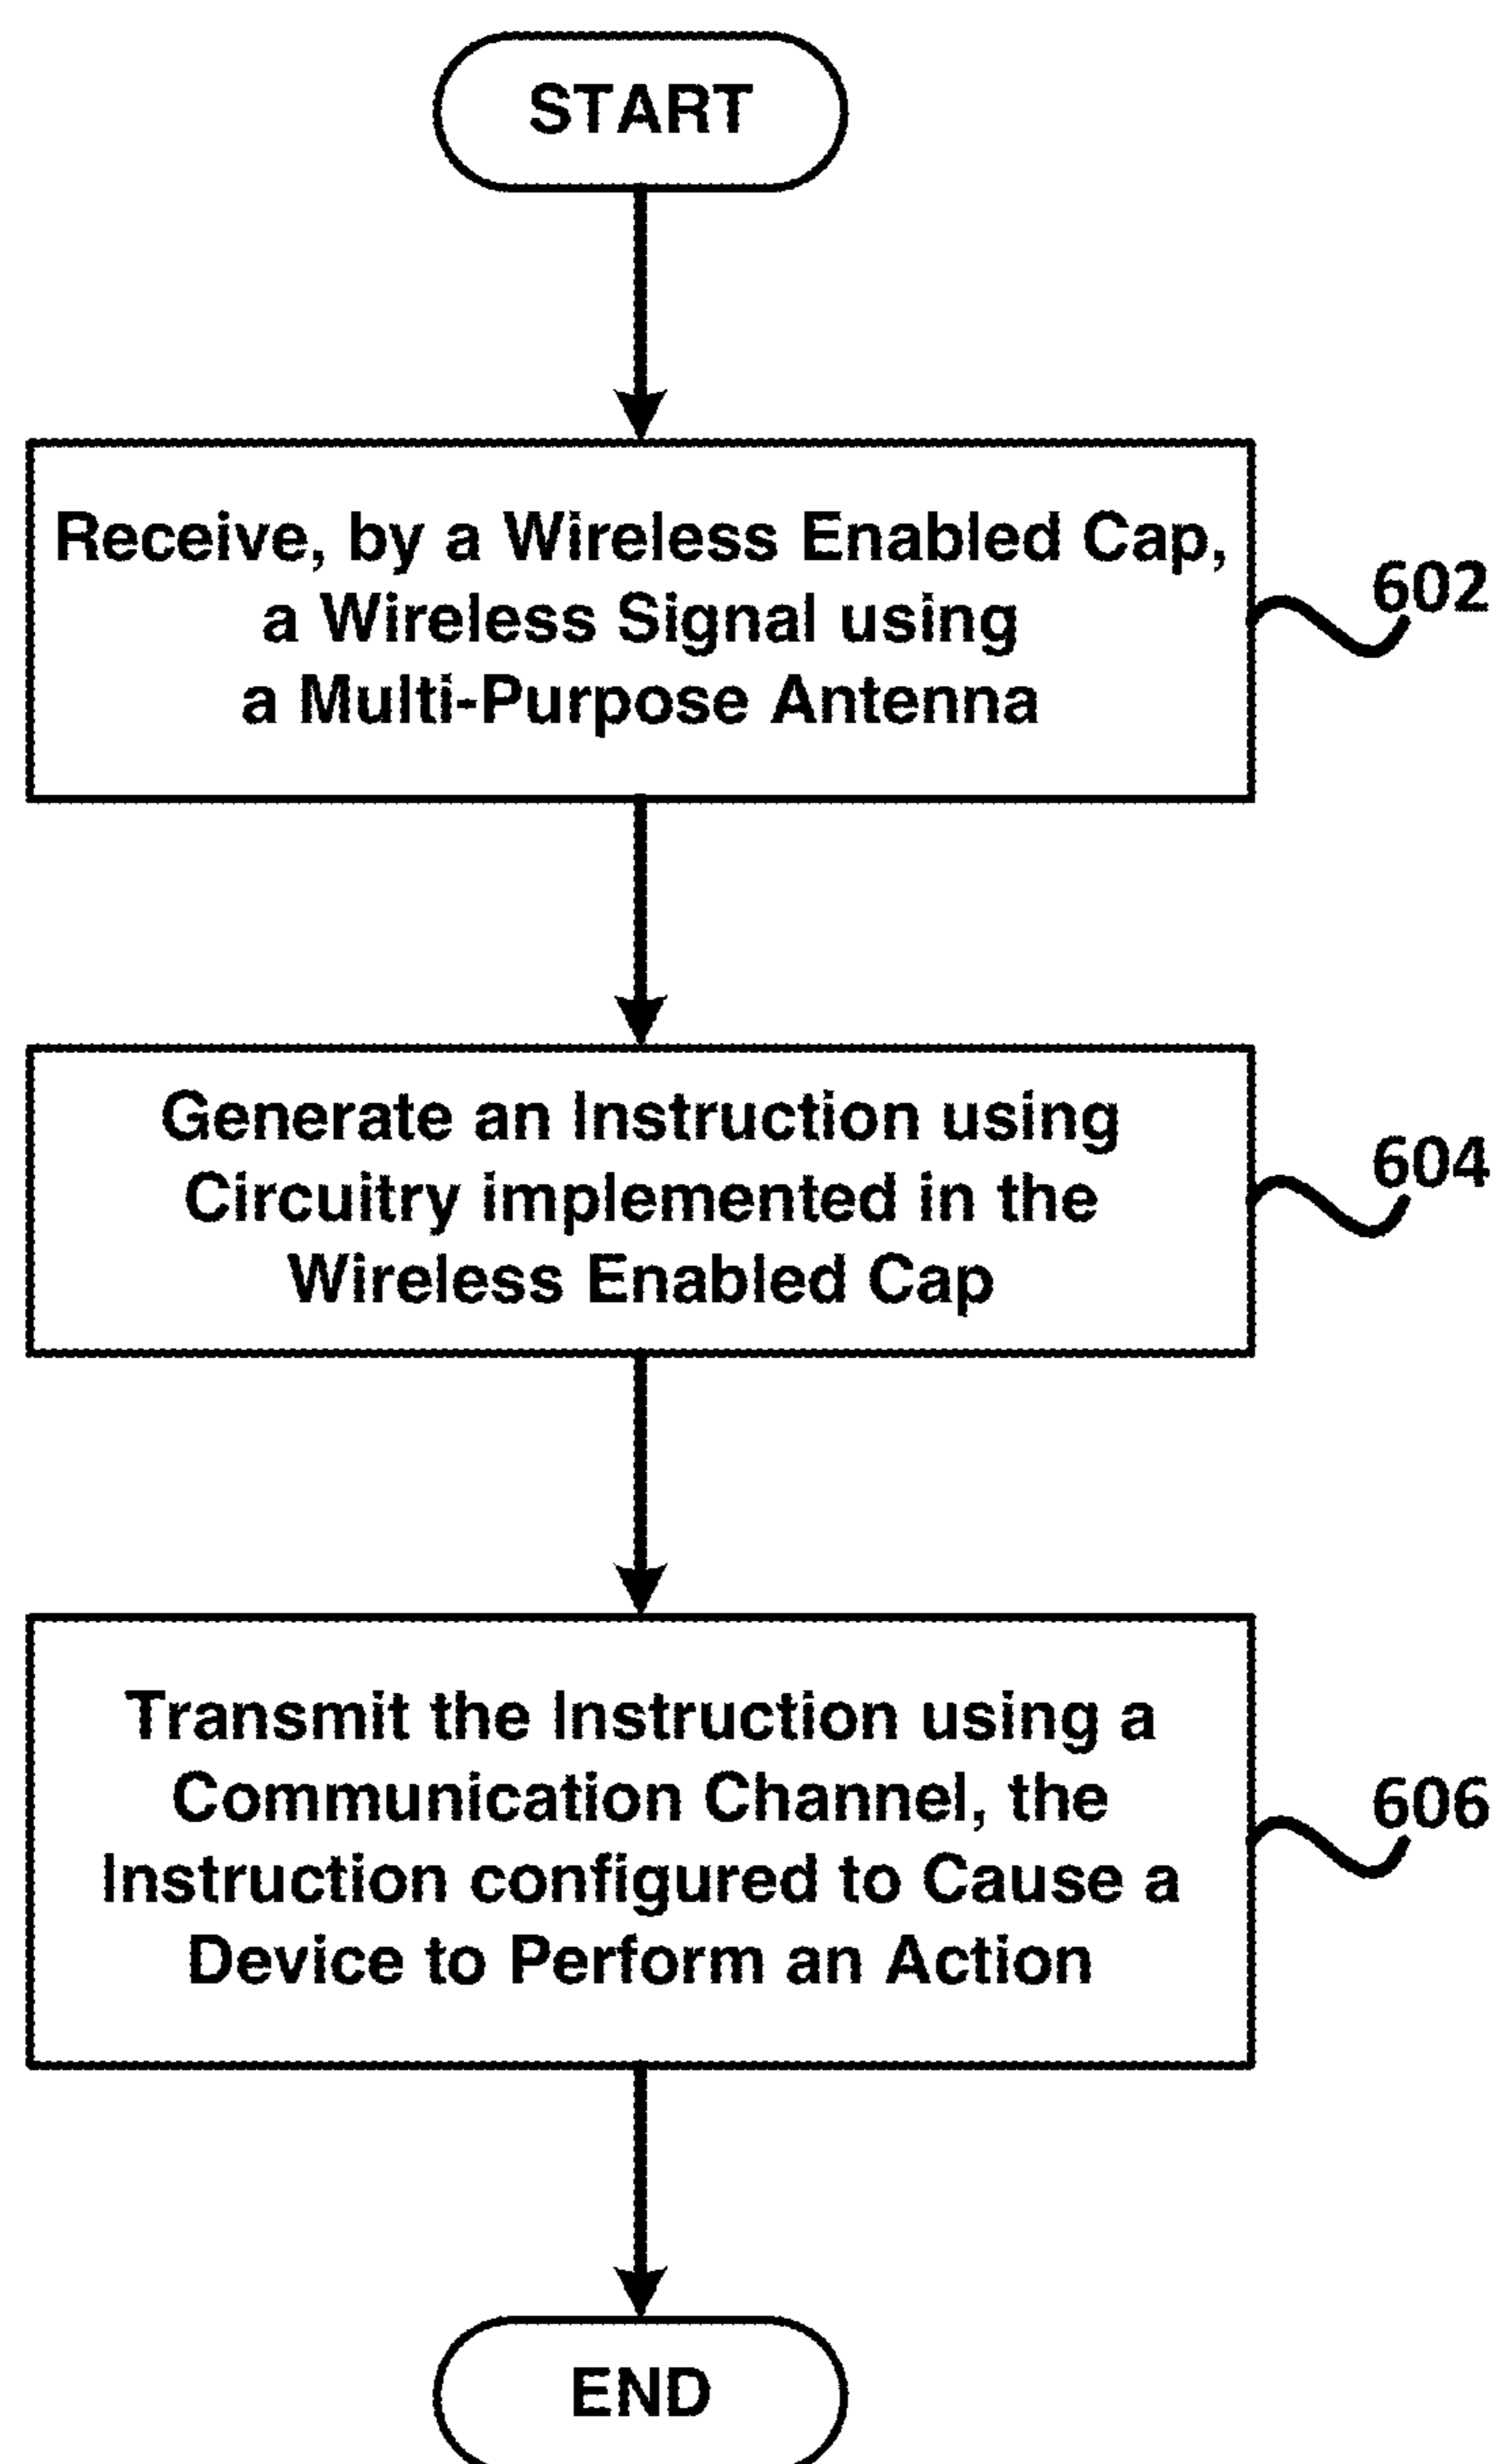 START
Receive, by a Wireless Enabled Cap,
a Wireless Signal using
a Multi-Purpose Antenna
602
Generate an Instruction using
Circuitry implemented in the
Wireless Enabled Cap
604
Transmit the Instruction using a
Communication Channel, the
Instruction configured to Cause a
Device to Perform an Action
606
END